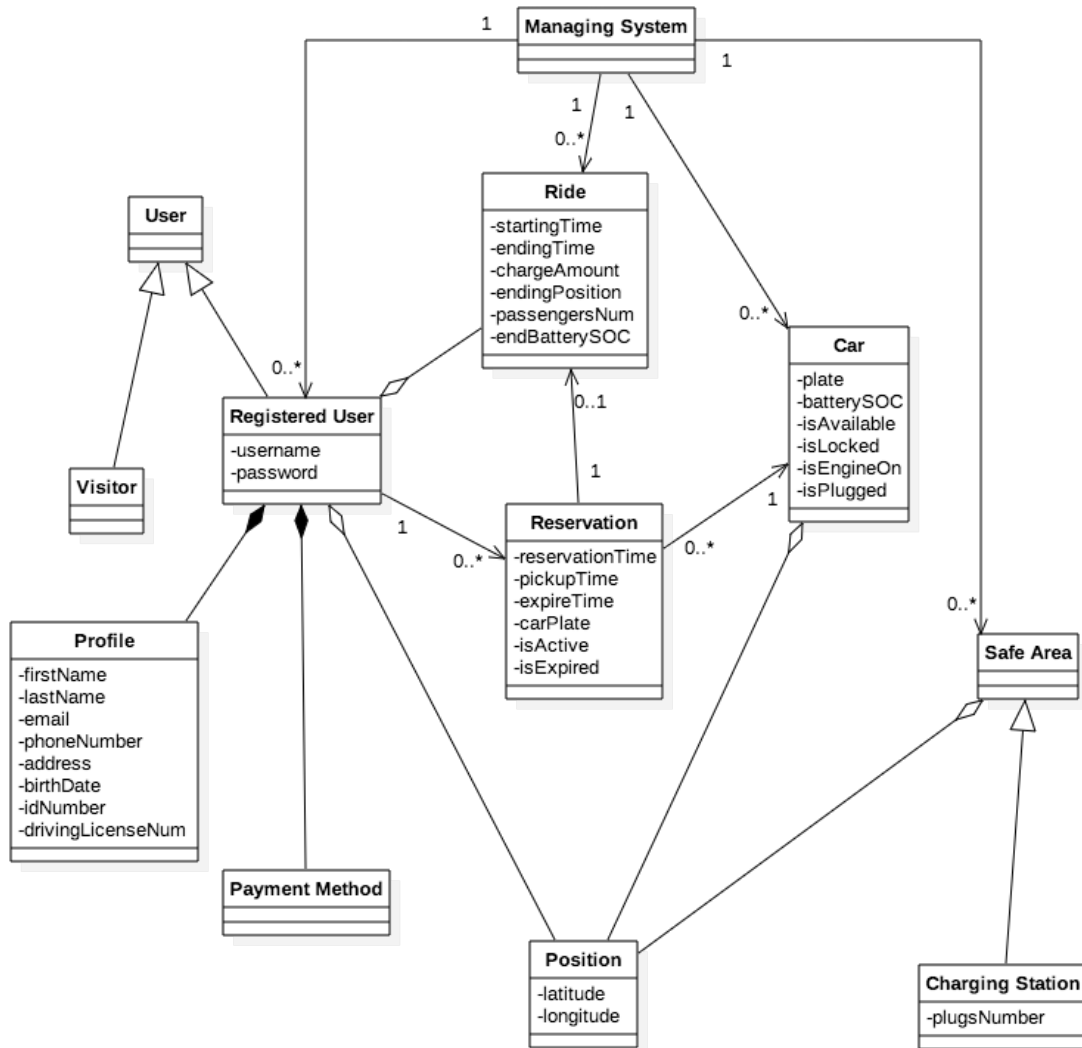 Managing System
1
1
1
1
0..*
0..*
0..*
0..*
Ride
-startingTime
-endingTime
-chargeAmount
-endingPosition
-passengersNum
-endBatterySOC
User
Car
-plate
-batterySOC
-isAvailable
-isLocked
-isEngineOn
-isPlugged
Registered User
-username
-password
0..1
1
Visitor
1
0..*
0..*
1
Reservation
-reservationTime
-pickupTime
-expireTime
-carPlate
-isActive
-isExpired
Profile
-firstName
-lastName
-email
-phoneNumber
-address
-birthDate
-idNumber
-drivingLicenseNum
Safe Area
Payment Method
Position
-latitude
-longitude
Charging Station
-plugsNumber